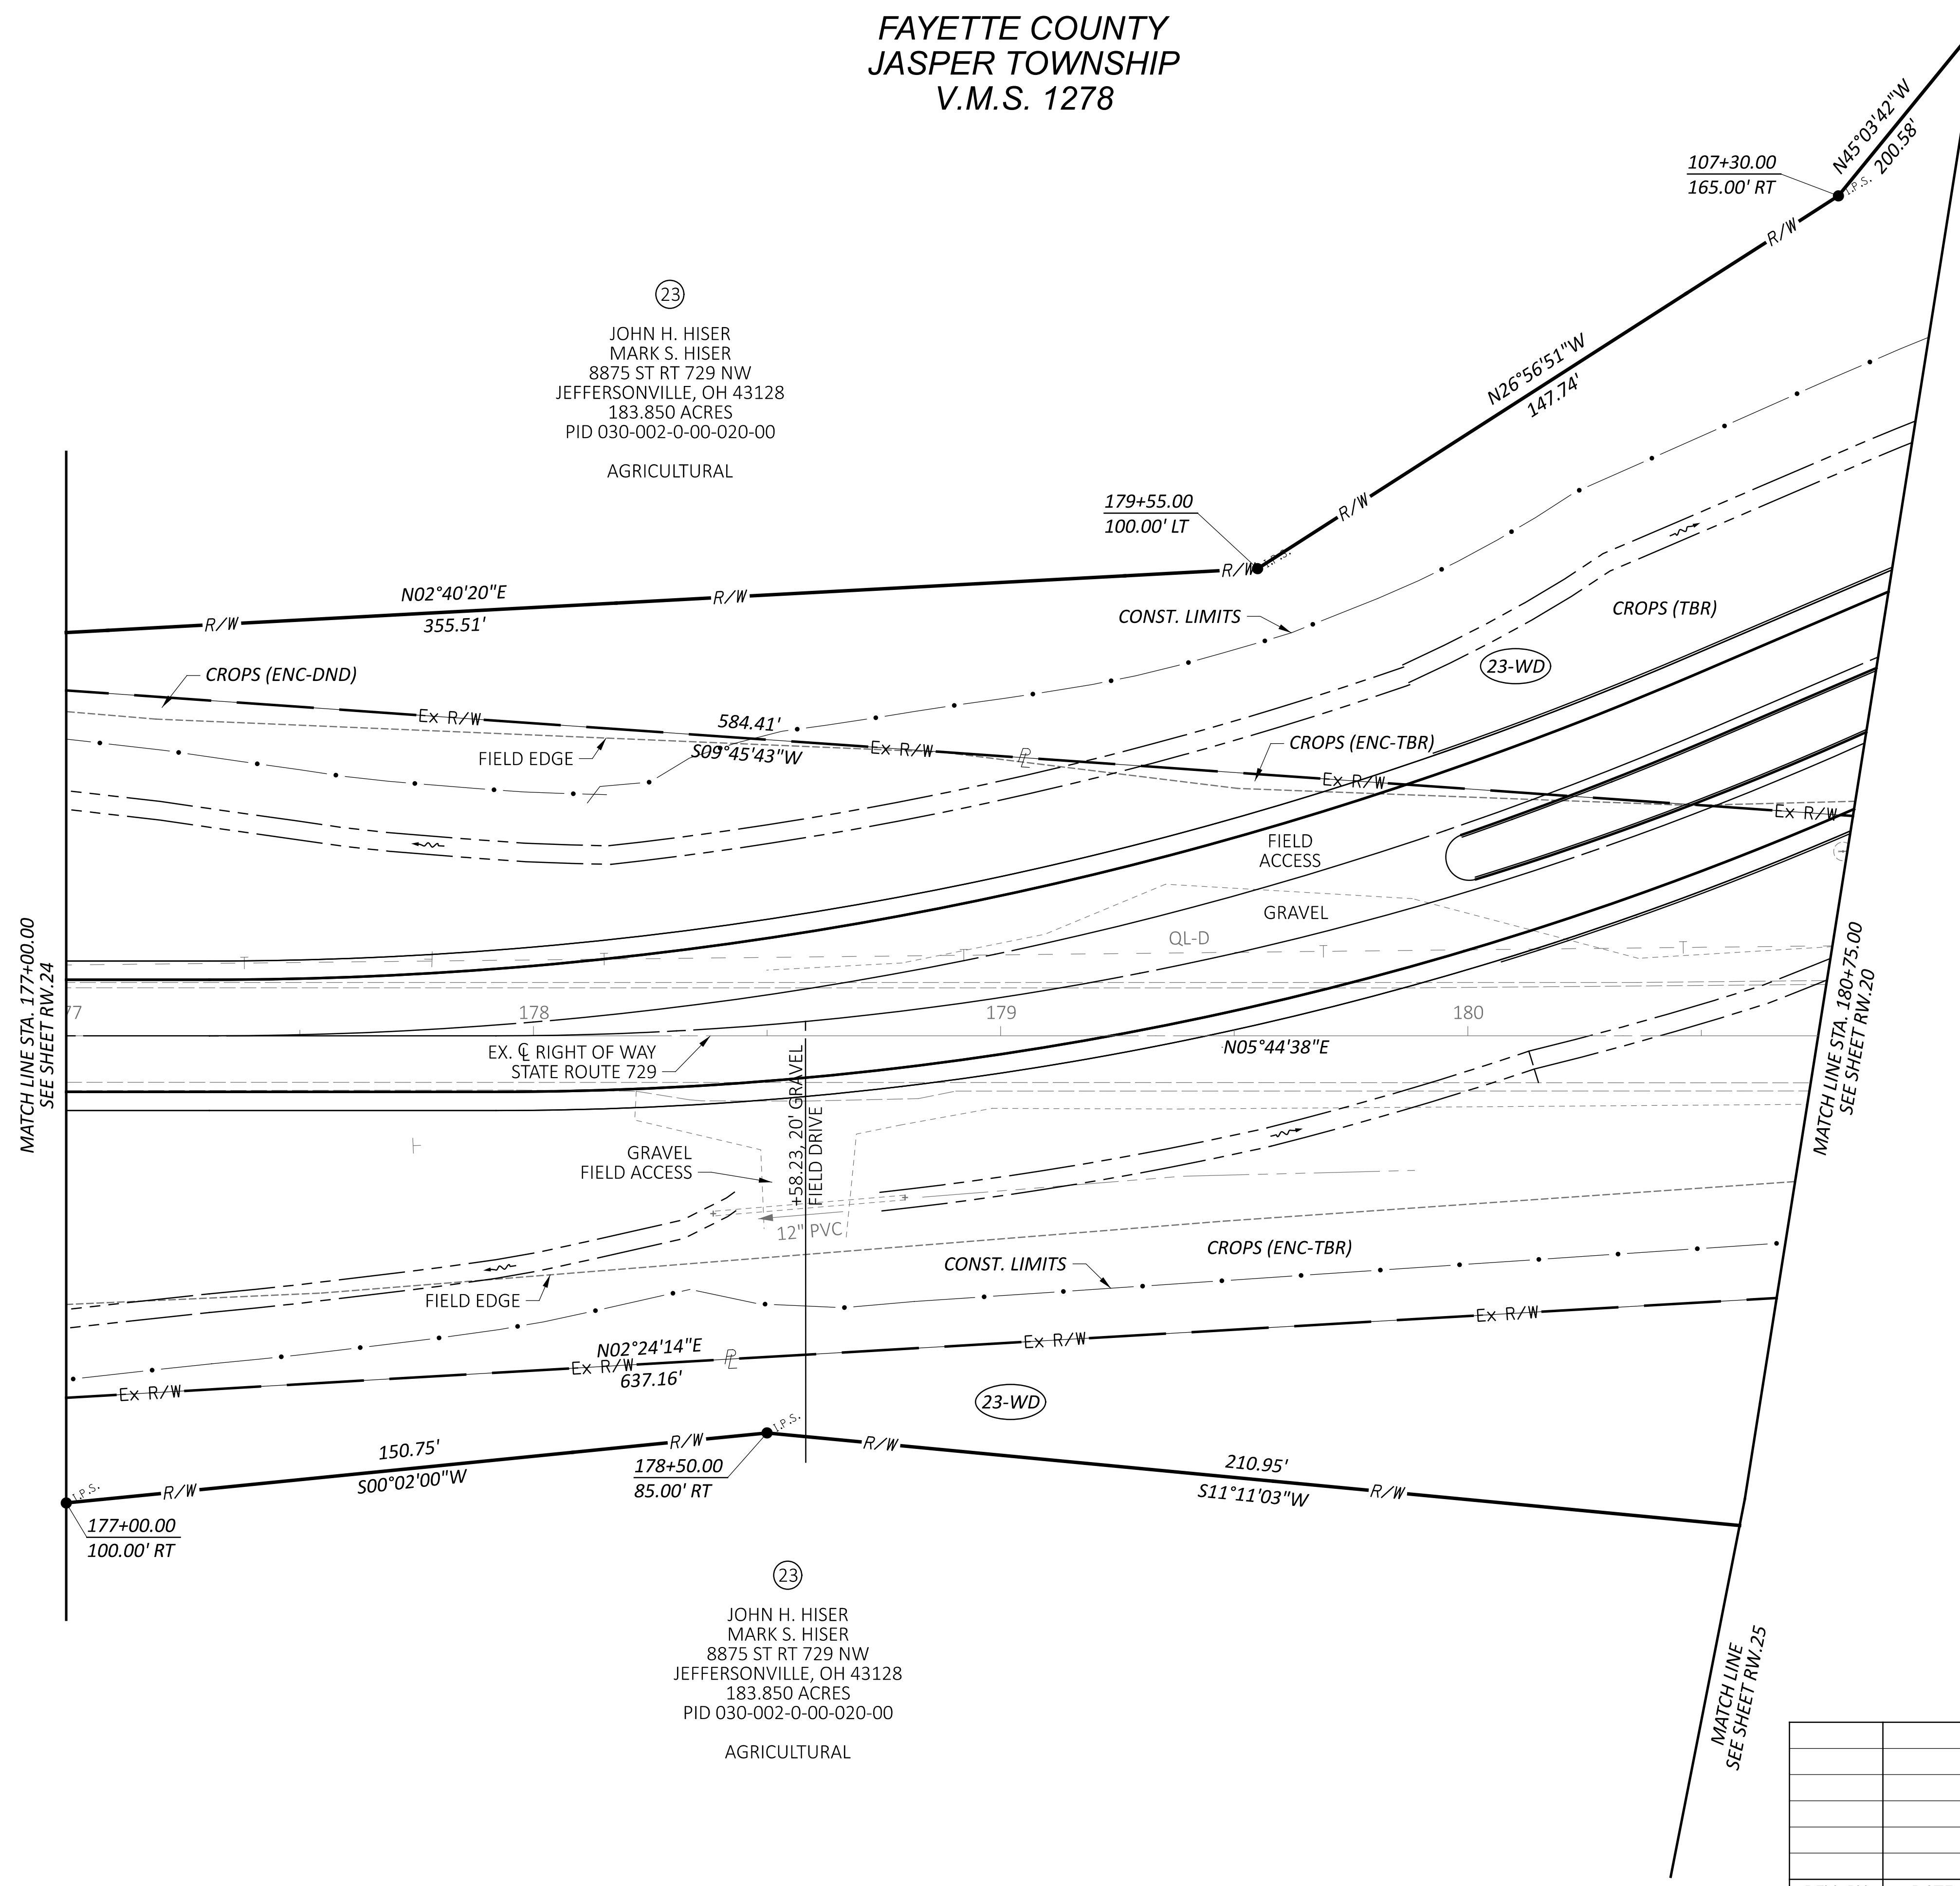 FAYETTE COUNTY
JASPER TOWNSHIP
V.M.S. 1278
N45°03'42"W
200.58'
107+30.00
165.00' RT
I.P.S.
R/W
23
JOHN H. HISER
MARK S. HISER
8875 ST RT 729 NW
JEFFERSONVILLE, OH 43128
183.850 ACRES
PID 030-002-0-00-020-00
AGRICULTURAL
N26°56'51"W
147.74'
R/W
179+55.00
100.00' LT
I.P.S.
R/W
N02°40'20"E
355.51'
R/W
R/W
CONST. LIMITS
CROPS (TBR)
23-WD
CROPS (ENC-DND)
Ex R/W
584.41'
S09°45'43"W
FIELD EDGE
Ex R/W
PL
CROPS (ENC-TBR)
Ex R/W
Ex R/W
FIELD
ACCESS
GRAVEL
QL-D
T
T
T
T
T
T
MATCH LINE STA. 177+00.00
SEE SHEET RW.24
77
178
179
180
EX. CL RIGHT OF WAY
STATE ROUTE 729
N05°44'38"E
MATCH LINE STA. 180+75.00
SEE SHEET RW.20
+58.23, 20' GRAVEL
FIELD DRIVE
GRAVEL
FIELD ACCESS
12" PVC
FIELD EDGE
CONST. LIMITS
CROPS (ENC-TBR)
Ex R/W
N02°24'14"E
637.16'
Ex R/W
PL
Ex R/W
Ex R/W
23-WD
I.P.S.
R/W
150.75'
S00°02'00"W
R/W
I.P.S.
178+50.00
85.00' RT
R/W
210.95'
S11°11'03"W
R/W
177+00.00
100.00' RT
23
JOHN H. HISER
MARK S. HISER
8875 ST RT 729 NW
JEFFERSONVILLE, OH 43128
183.850 ACRES
PID 030-002-0-00-020-00
AGRICULTURAL
MATCH LINE
SEE SHEET RW.25